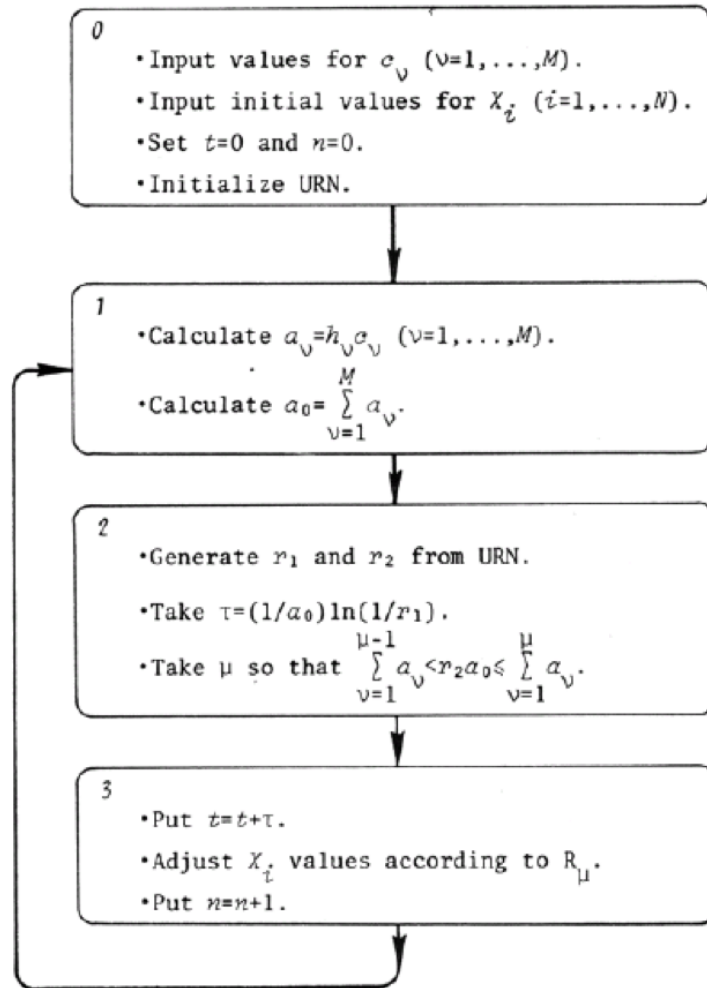 0
•Input values for c_ν (ν=1,...,M).
•Input initial values for X_i (i=1,...,N).
•Set t=0 and n=0.
•Initialize URN.
1
•Calculate a_ν=h_ν c_ν (ν=1,...,M).
•Calculate a₀= M ∑ ν=1 a_ν.
2
•Generate r₁ and r₂ from URN.
•Take τ=(1/a₀)ln(1/r₁).
•Take μ so that μ-1 ∑ ν=1 a_ν<r₂a₀≤ μ ∑ ν=1 a_ν.
3
•Put t=t+τ.
•Adjust X_i values according to R_μ.
•Put n=n+1.